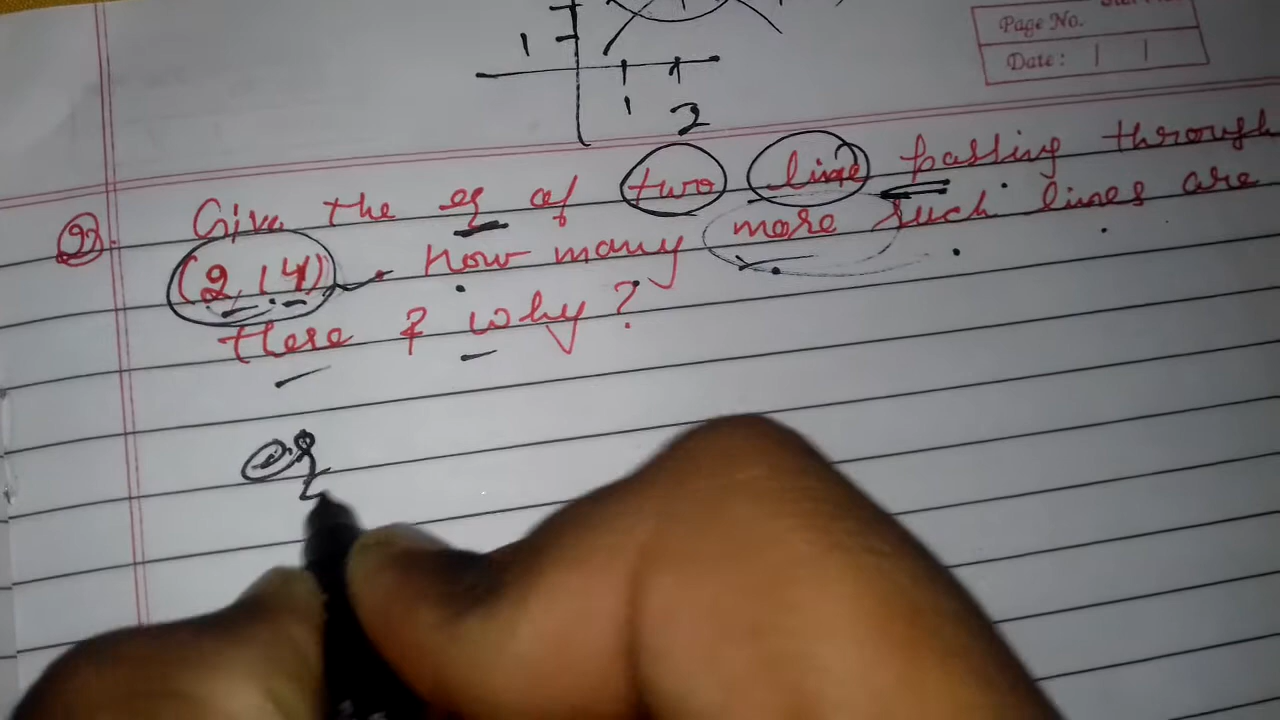 Page No.
Date :
1
1 2
Q2. Give the eq of two line passing through
(2,14). How many more such lines are
there & why?
eq